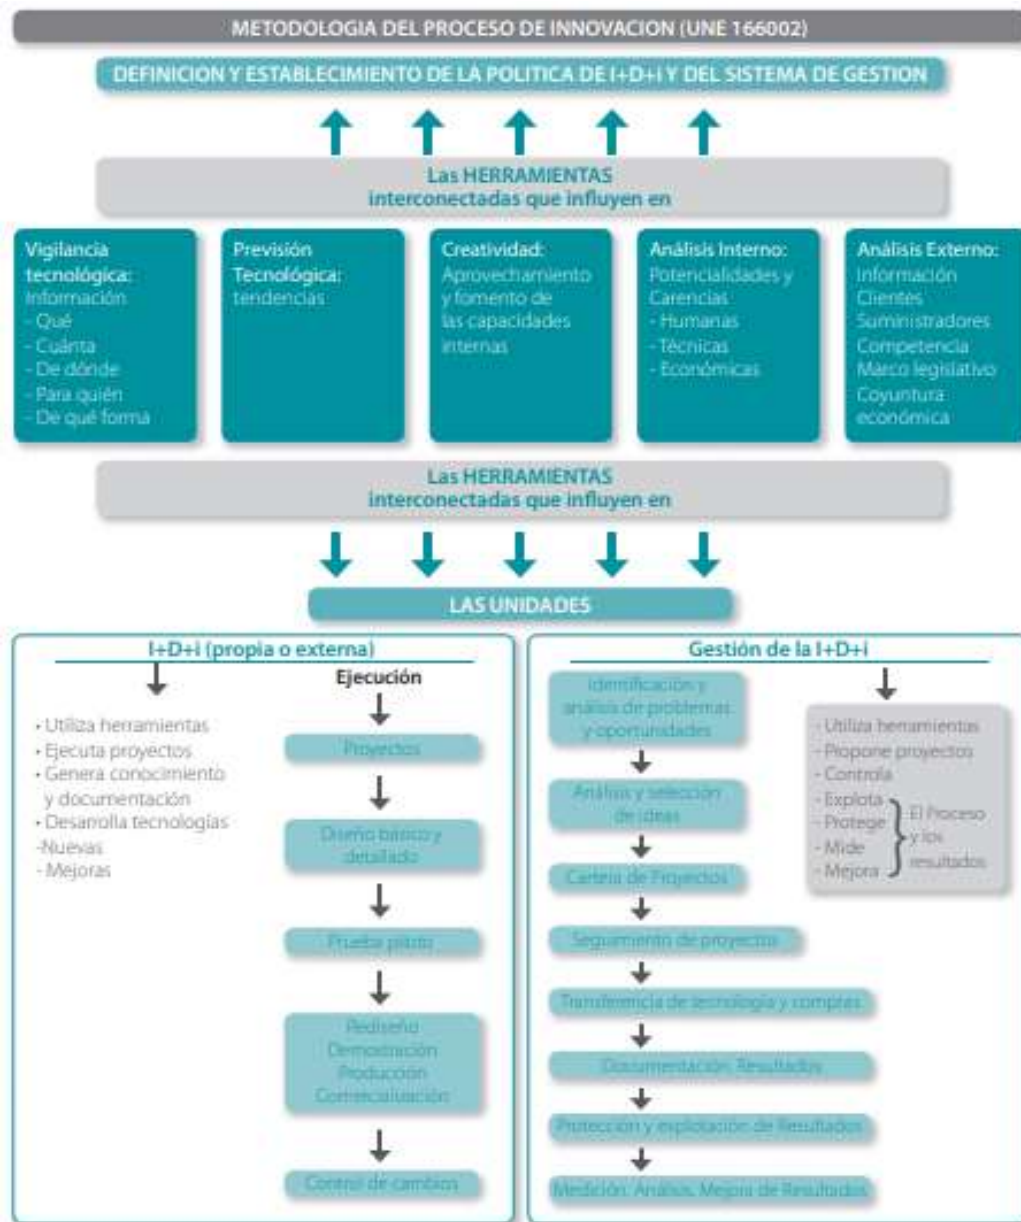 METODOLOGIA DEL PROCESO DE INNOVACION (UNE 166002)
DEFINICION Y ESTABLECIMIENTO DE LA POLITICA DE I+D+i Y DEL SISTEMA DE GESTION
Las HERRAMIENTAS
interconectadas que influyen en
Vigilancia
tecnológica:
Información
- Qué
- Cuánta
- De dónde
- Para quién
- De qué forma
Previsión
Tecnológica:
tendencias
Creatividad:
Aprovechamiento
y fomento de
las capacidades
internas
Análisis Interno:
Potencialidades y
Carencias
- Humanas
- Técnicas
- Económicas
Análisis Externo:
Información
Clientes
Suministradores
Competencia
Marco legislativo
Coyuntura
económica
Las HERRAMIENTAS
interconectadas que influyen en
LAS UNIDADES
I+D+i (propia o externa)
• Utiliza herramientas
• Ejecuta proyectos
• Genera conocimiento
y documentación
• Desarrolla tecnologías
-Nuevas
- Mejoras
Ejecución
Proyectos
Diseño básico y
detallado
Prueba piloto
Rediseño
Demostración
Producción
Comercialización
Control de cambios
Gestión de la I+D+i
Identificación y
análisis de problemas
y oportunidades
Análisis y selección
de ideas
Cartera de Proyectos
Seguimiento de proyectos
Transferencia de tecnología y compras
Documentación. Resultados
Protección y explotación de Resultados
Medición. Análisis. Mejora de Resultados
- Utiliza herramientas
- Propone proyectos
- Controla
- Explota
- Protege
- Mide
- Mejora
El Proceso
y los
resultados